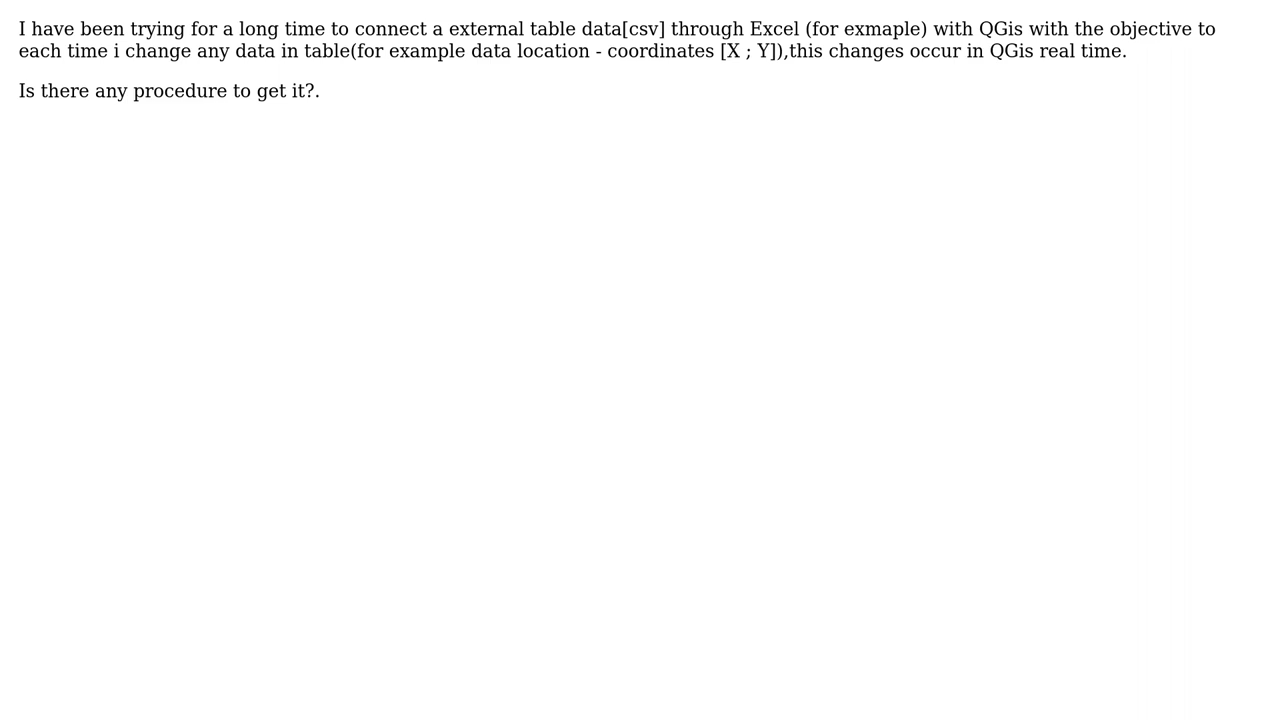 I have been trying for a long time to connect a external table data[csv] through Excel (for exmaple) with QGis with the objective to
each time i change any data in table(for example data location - coordinates [X ; Y]),this changes occur in QGis real time.
Is there any procedure to get it?.